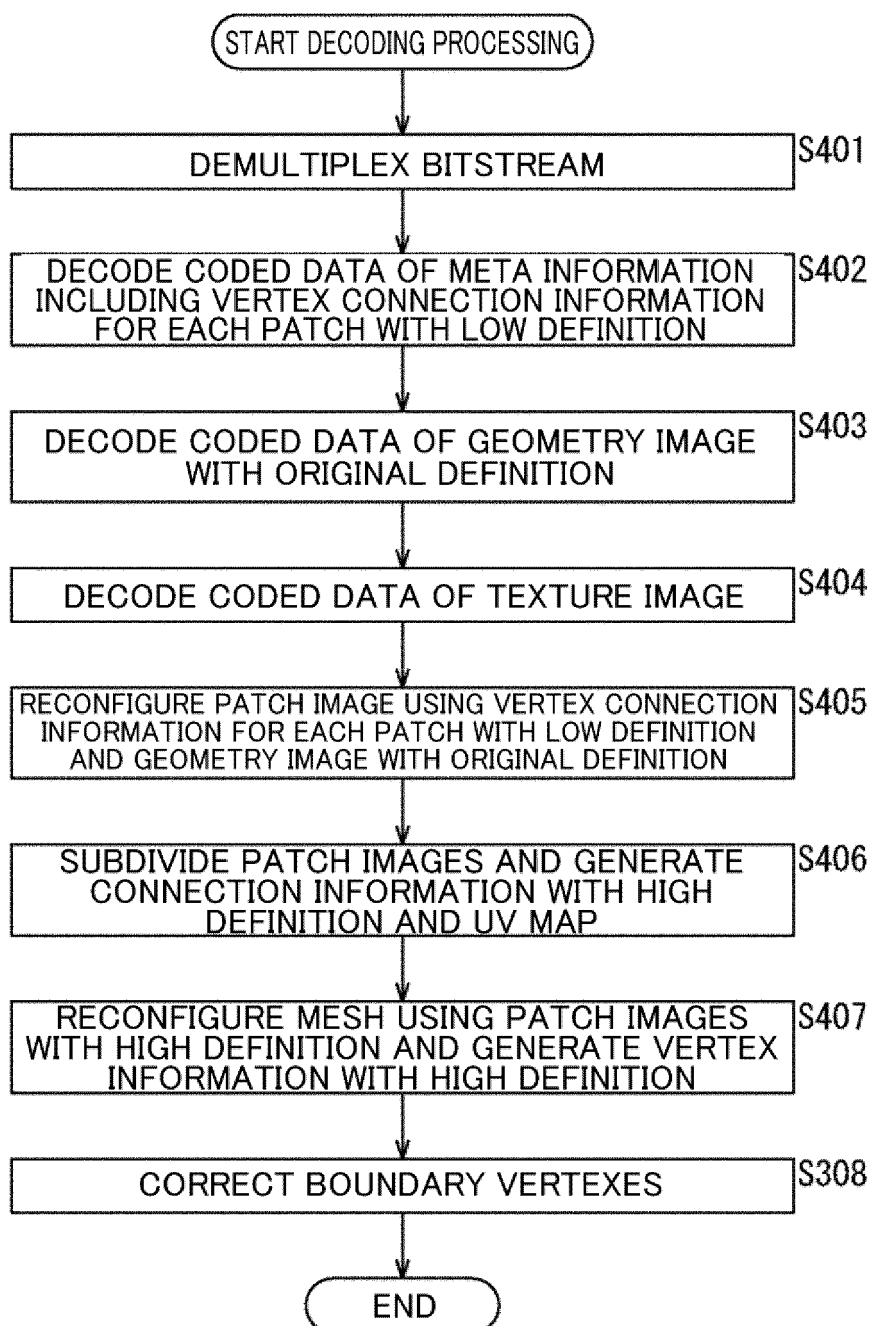 START DECODING PROCESSING
DEMULTIPLEX BITSTREAM
S401
DECODE CODED DATA OF META INFORMATION
INCLUDING VERTEX CONNECTION INFORMATION
FOR EACH PATCH WITH LOW DEFINITION
S402
DECODE CODED DATA OF GEOMETRY IMAGE
WITH ORIGINAL DEFINITION
S403
DECODE CODED DATA OF TEXTURE IMAGE
S404
RECONFIGURE PATCH IMAGE USING VERTEX CONNECTION
INFORMATION FOR EACH PATCH WITH LOW DEFINITION
AND GEOMETRY IMAGE WITH ORIGINAL DEFINITION
S405
SUBDIVIDE PATCH IMAGES AND GENERATE
CONNECTION INFORMATION WITH HIGH
DEFINITION AND UV MAP
S406
RECONFIGURE MESH USING PATCH IMAGES
WITH HIGH DEFINITION AND GENERATE VERTEX
INFORMATION WITH HIGH DEFINITION
S407
CORRECT BOUNDARY VERTEXES
S308
END